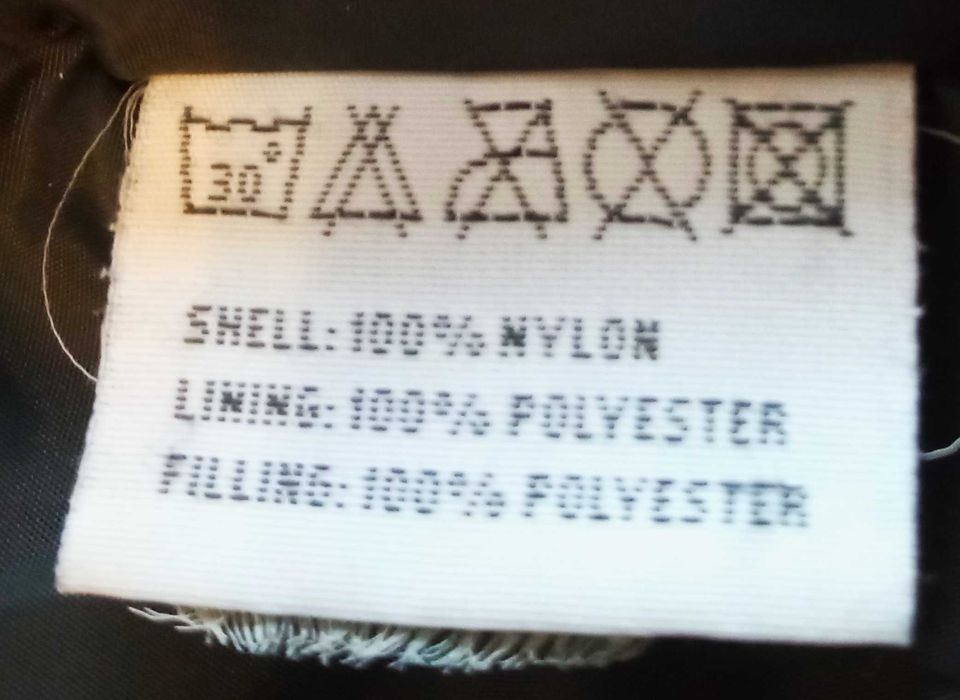 30°
SHELL: 100% NYLON
LINING: 100% POLYESTER
FILLING: 100% POLYESTER